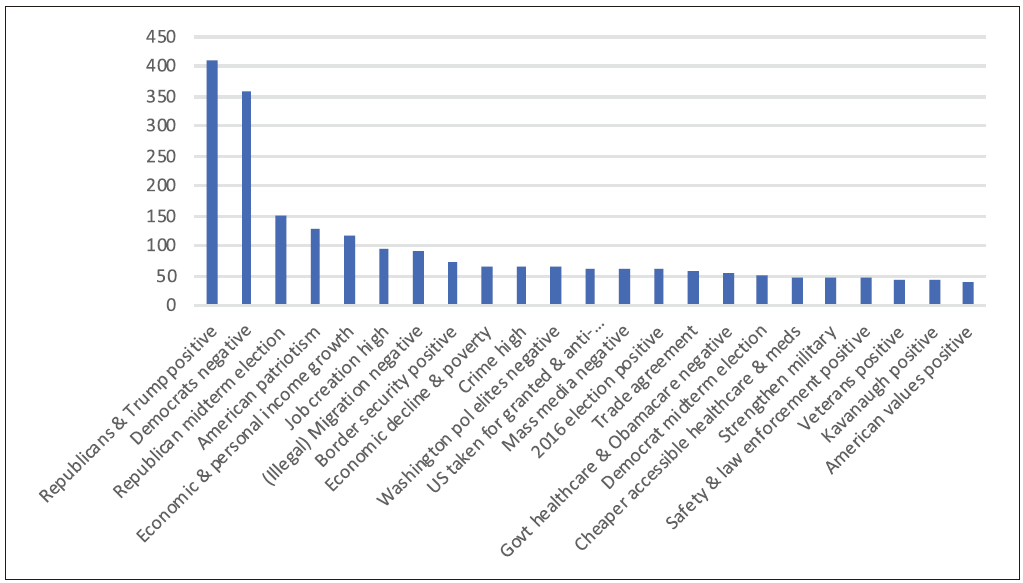 450
400
350
300
250
200
150
100
50
0
Republicans & Trump positive
Democrats negative
Republican midterm election
American patriotism
Economic & personal income growth
Job creation high
(Illegal) Migration negative
Border security positive
Economic decline & poverty
Crime high
Washington pol elites negative
US taken for granted & anti-...
Mass media negative
2016 election positive
Trade agreement
Govt healthcare & Obamacare negative
Democrat midterm election
Cheaper accessible healthcare & meds
Strengthen military
Safety & law enforcement positive
Veterans positive
Kavanaugh positive
American values positive